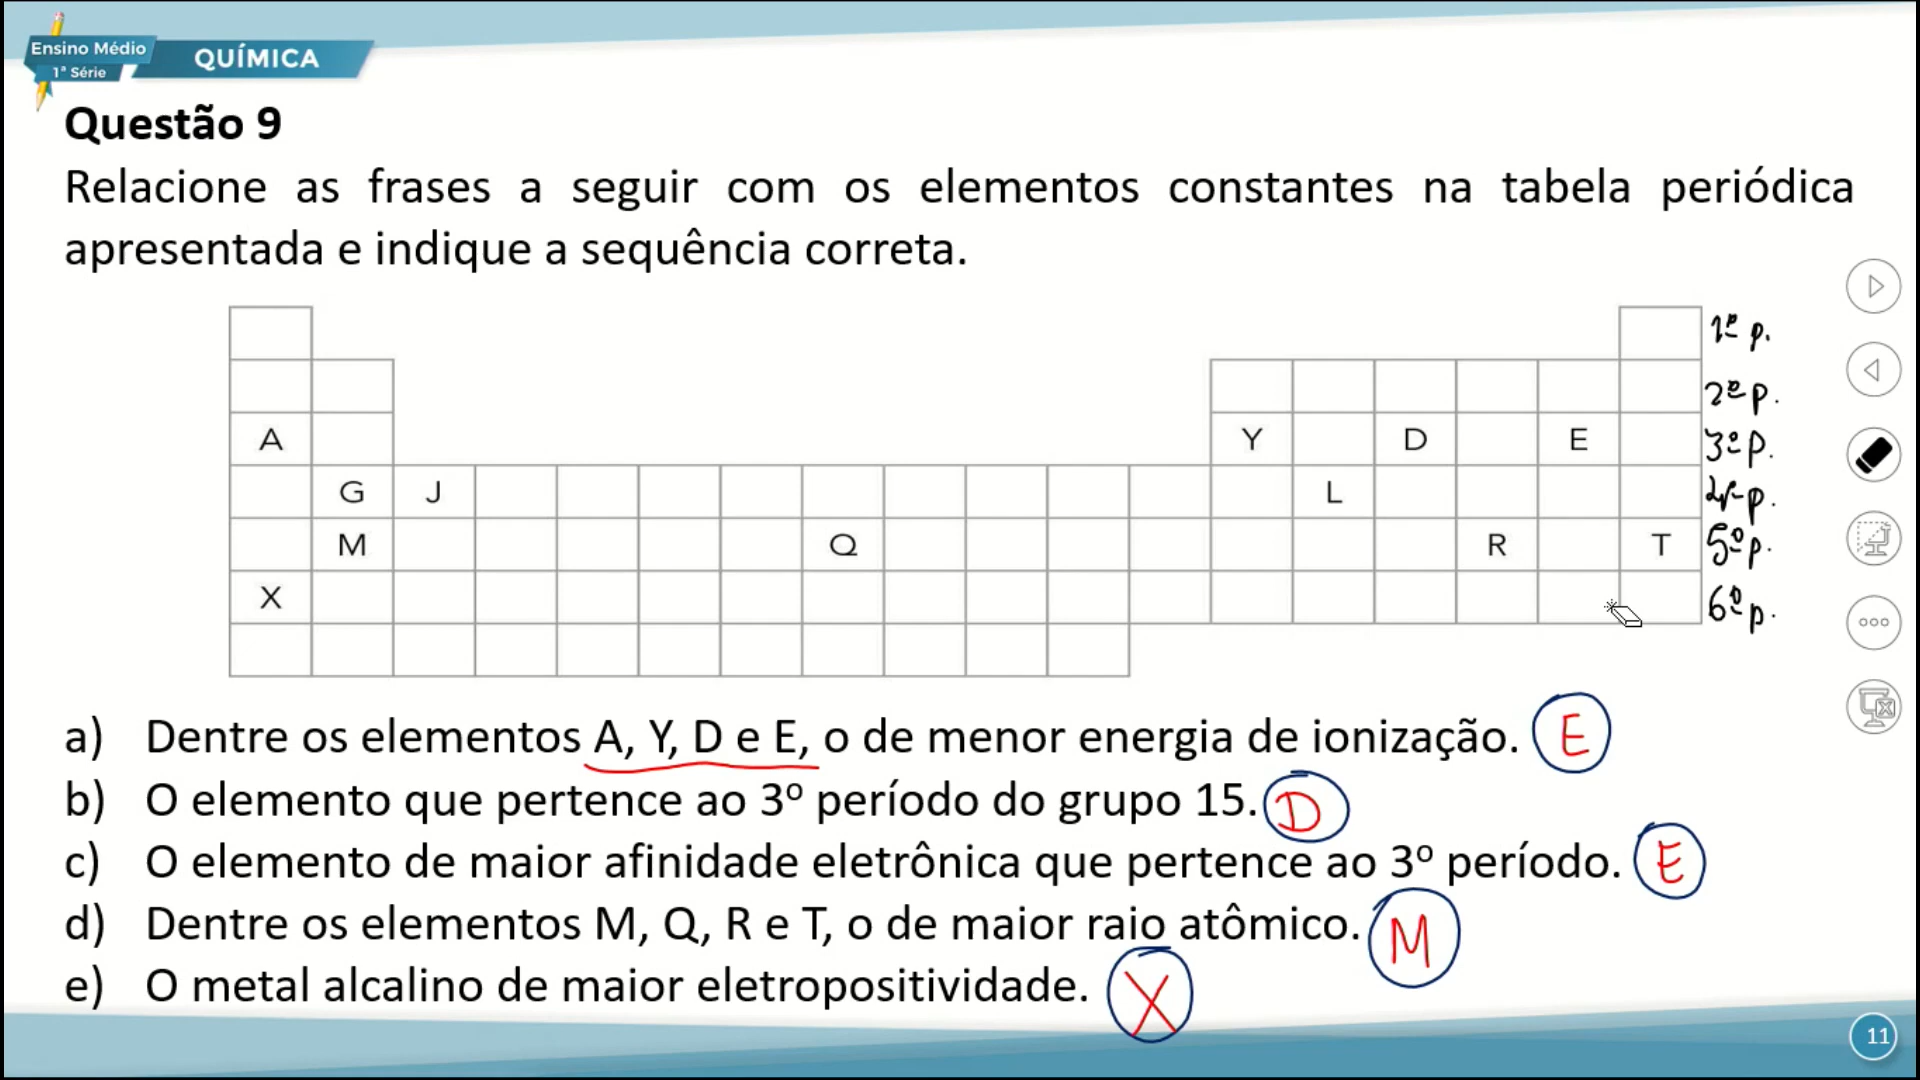 Ensino Médio
1ª Série
QUÍMICA
Questão 9
Relacione as frases a seguir com os elementos constantes na tabela periódica
apresentada e indique a sequência correta.
1º p.
2º p.
A Y D E 3º p.
G J L 4º p.
M Q R T 5º p.
X 6º p.
a) Dentre os elementos A, Y, D e E, o de menor energia de ionização. E
b) O elemento que pertence ao 3º período do grupo 15. D
c) O elemento de maior afinidade eletrônica que pertence ao 3º período. E
d) Dentre os elementos M, Q, R e T, o de maior raio atômico. M
e) O metal alcalino de maior eletropositividade. X
11